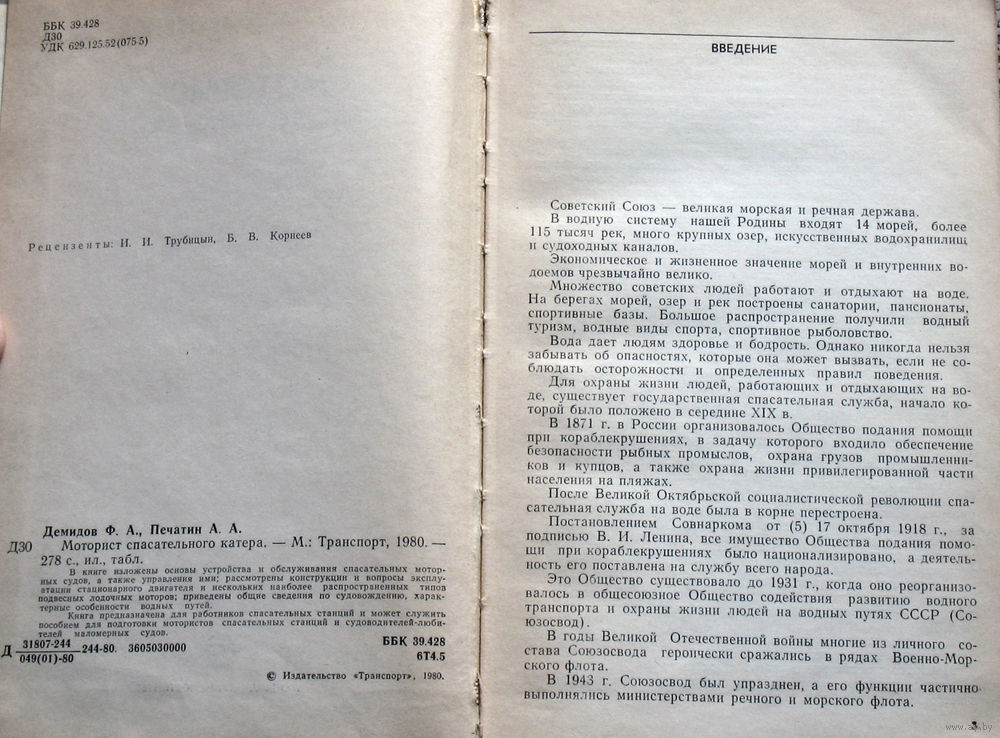 ББК 39.428
Д30
УДК 629.125.52(075.5)
Рецензенты: И. И. Трубицын, Б. В. Корнеев
Демидов Ф. А., Печатин А. А.
Д30 Моторист спасательного катера. — М.: Транспорт, 1980. —
278 с., ил., табл.
В книге изложены основы устройства и обслуживания спасательных мотор-
ных судов, а также управления ими; рассмотрены конструкции и вопросы эксплу-
атации стационарного двигателя и нескольких наиболее распространенных типов
подвесных лодочных моторов; приведены общие сведения по судовождению, харак-
терные особенности водных путей.
Книга предназначена для работников спасательных станций и может служить
пособием для подготовки мотористов спасательных станций и судоводителей-люби-
телей маломерных судов.
Д 31807-244
049(01)-80 244-80. 3605030000
ББК 39.428
6Т4.5
© Издательство «Транспорт», 1980.
ВВЕДЕНИЕ
Советский Союз — великая морская и речная держава.
В водную систему нашей Родины входят 14 морей, более
115 тысяч рек, много крупных озер, искусственных водохранилищ
и судоходных каналов.
Экономическое и жизненное значение морей и внутренних во-
доемов чрезвычайно велико.
Множество советских людей работают и отдыхают на воде.
На берегах морей, озер и рек построены санатории, пансионаты,
спортивные базы. Большое распространение получили водный
туризм, водные виды спорта, спортивное рыболовство.
Вода дает людям здоровье и бодрость. Однако никогда нельзя
забывать об опасностях, которые она может вызвать, если не со-
блюдать осторожности и определенных правил поведения.
Для охраны жизни людей, работающих и отдыхающих на во-
де, существует государственная спасательная служба, начало ко-
торой было положено в середине XIX в.
В 1871 г. в России организовалось Общество подания помощи
при кораблекрушениях, в задачу которого входило обеспечение
безопасности рыбных промыслов, охрана грузов промышленни-
ков и купцов, а также охрана жизни привилегированной части
населения на пляжах.
После Великой Октябрьской социалистической революции спа-
сательная служба на воде была в корне перестроена.
Постановлением Совнаркома от (5) 17 октября 1918 г., за
подписью В. И. Ленина, все имущество Общества подания помо-
щи при кораблекрушениях было национализировано, а деятель-
ность его поставлена на службу всего народа.
Это Общество существовало до 1931 г., когда оно реорганизо-
валось в общесоюзное Общество содействия развитию водного
транспорта и охраны жизни людей на водных путях СССР (Со-
юзосвод).
В годы Великой Отечественной войны многие из личного со-
става Союзосвода героически сражались в рядах Военно-Мор-
ского флота.
В 1943 г. Союзосвод был упразднен, а его функции частично
выполнялись министерствами речного и морского флота.
3
www.ay.by